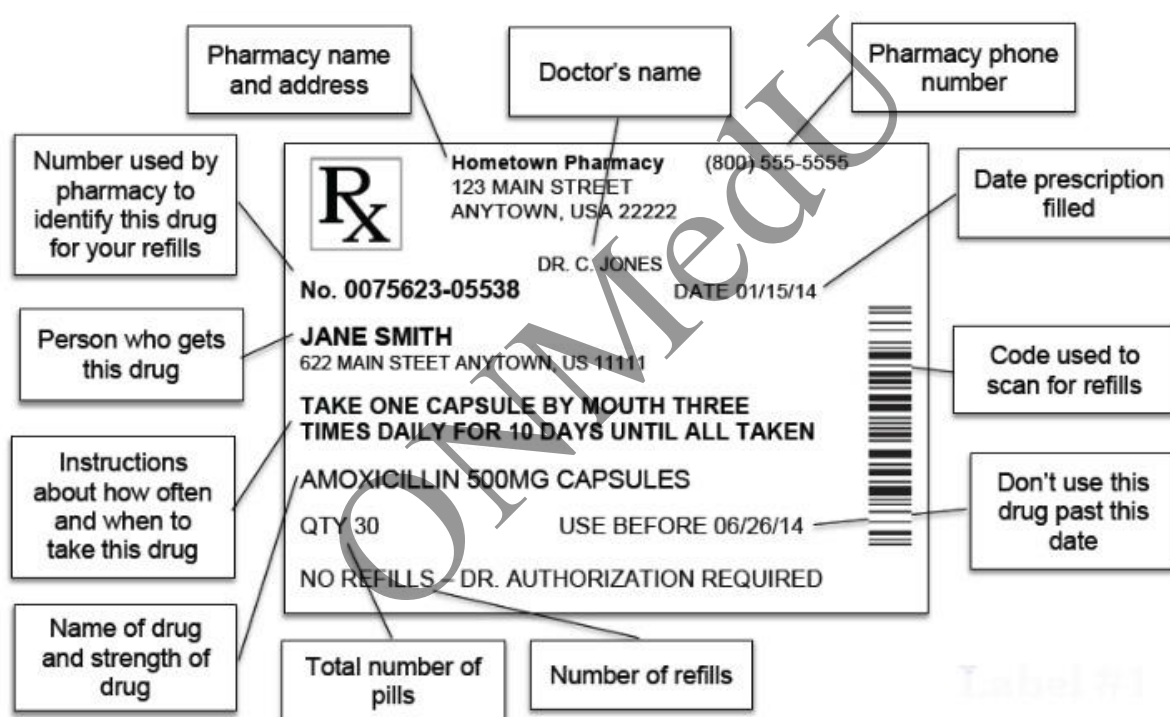 Pharmacy name
and address
Doctor's name
Pharmacy phone
number
Number used by
pharmacy to
identify this drug
for your refills
Rx
Hometown Pharmacy
(800) 555-5555
123 MAIN STREET
ANYTOWN, USA 22222
Date prescription
filled
DR. C. JONES
No. 0075623-05538
DATE 01/15/14
Person who gets
this drug
JANE SMITH
622 MAIN STEET ANYTOWN, US 11111
Code used to
scan for refills
TAKE ONE CAPSULE BY MOUTH THREE
TIMES DAILY FOR 10 DAYS UNTIL ALL TAKEN
Instructions
about how often
and when to
take this drug
AMOXICILLIN 500MG CAPSULES
QTY 30
USE BEFORE 06/26/14
Don't use this
drug past this
date
NO REFILLS – DR. AUTHORIZATION REQUIRED
Name of drug
and strength of
drug
Total number of
pills
Number of refills
Label #1
ONMedU